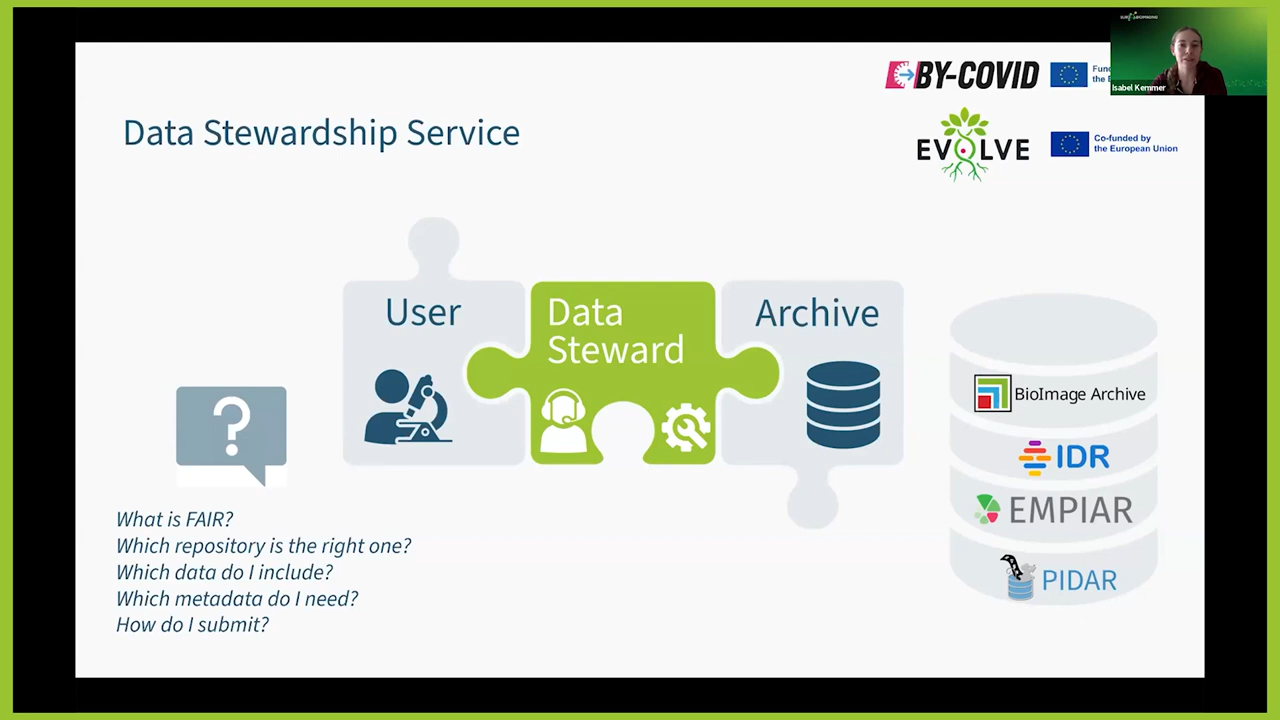 BY-COVID
Isabel Kemmer
Data Stewardship Service
EVOLVE
Co-funded by
the European Union
User
Data
Steward
Archive
BioImage Archive
IDR
EMPIAR
PIDAR
What is FAIR?
Which repository is the right one?
Which data do I include?
Which metadata do I need?
How do I submit?